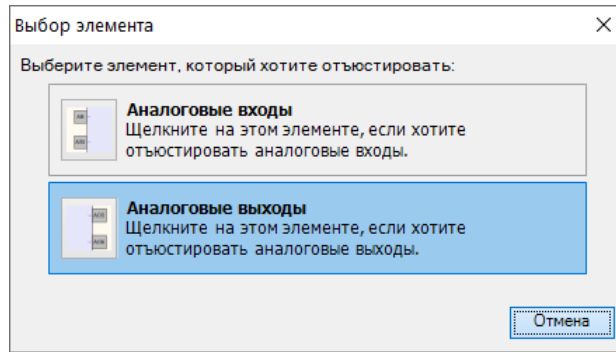 Выбор элемента
Выберите элемент, который хотите отъюстировать:
Аналоговые входы
Щелкните на этом элементе, если хотите
отъюстировать аналоговые входы.
Аналоговые выходы
Щелкните на этом элементе, если хотите
отъюстировать аналоговые выходы.
Отмена